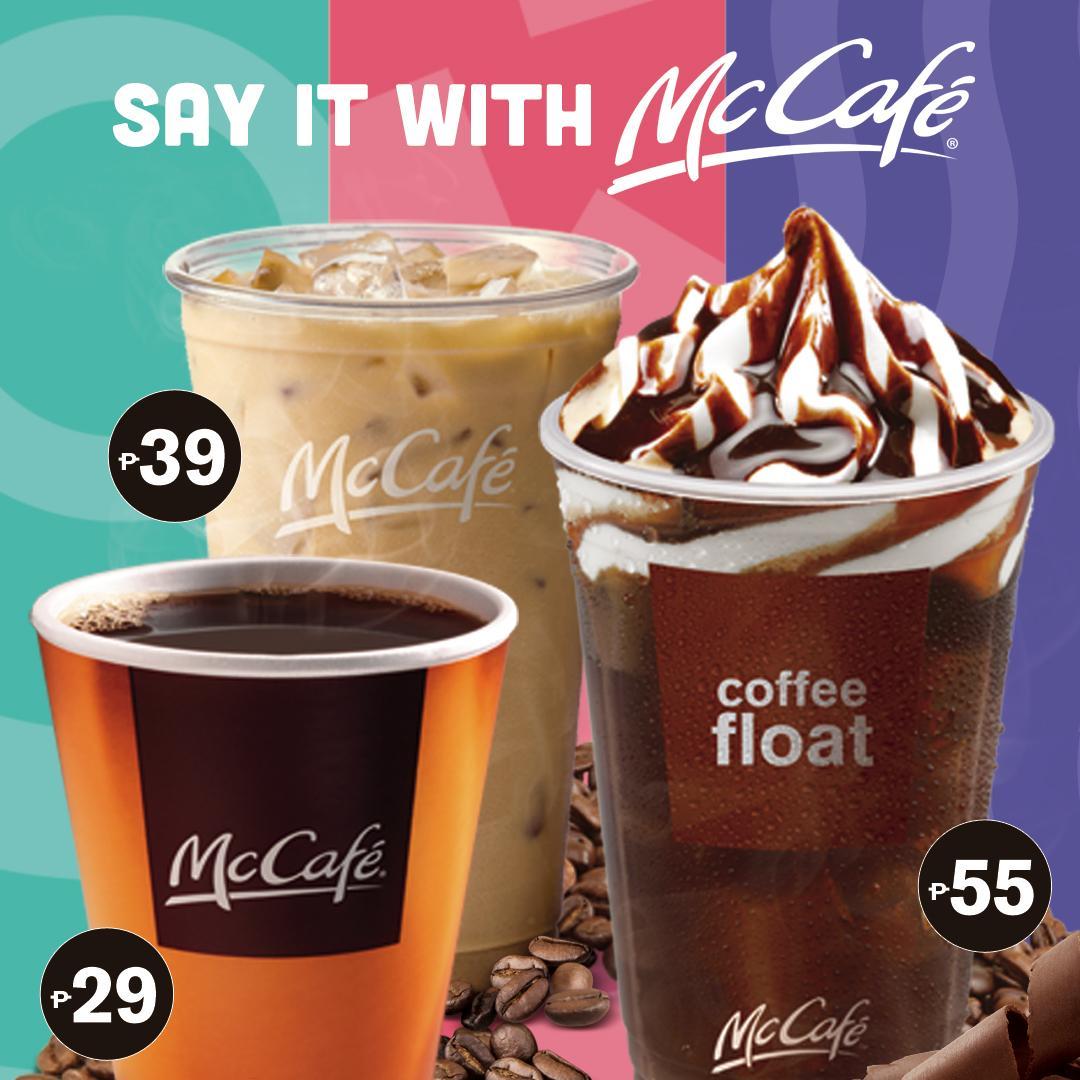 SAY IT WITH McCafé®
₱39
McCafé
coffee
float
McCafé®
₱55
₱29
McCafé